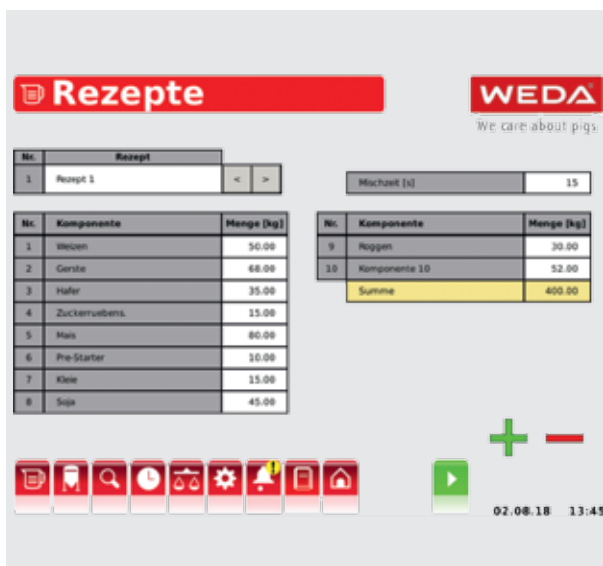 Rezepte
WEDA
We care about pigs
Nr. Rezept
1 Rezept 1 < >
Mischzeit [s] 15
Nr. Komponente Menge [kg]
1 Weizen 50.00
2 Gerste 68.00
3 Hafer 35.00
4 Zuckerruebens. 15.00
5 Mais 80.00
6 Pre-Starter 10.00
7 Kleie 15.00
8 Soja 45.00
Nr. Komponente Menge [kg]
9 Roggen 30.00
10 Komponente 10 52.00
Summe 400.00
02.08.18 13:45